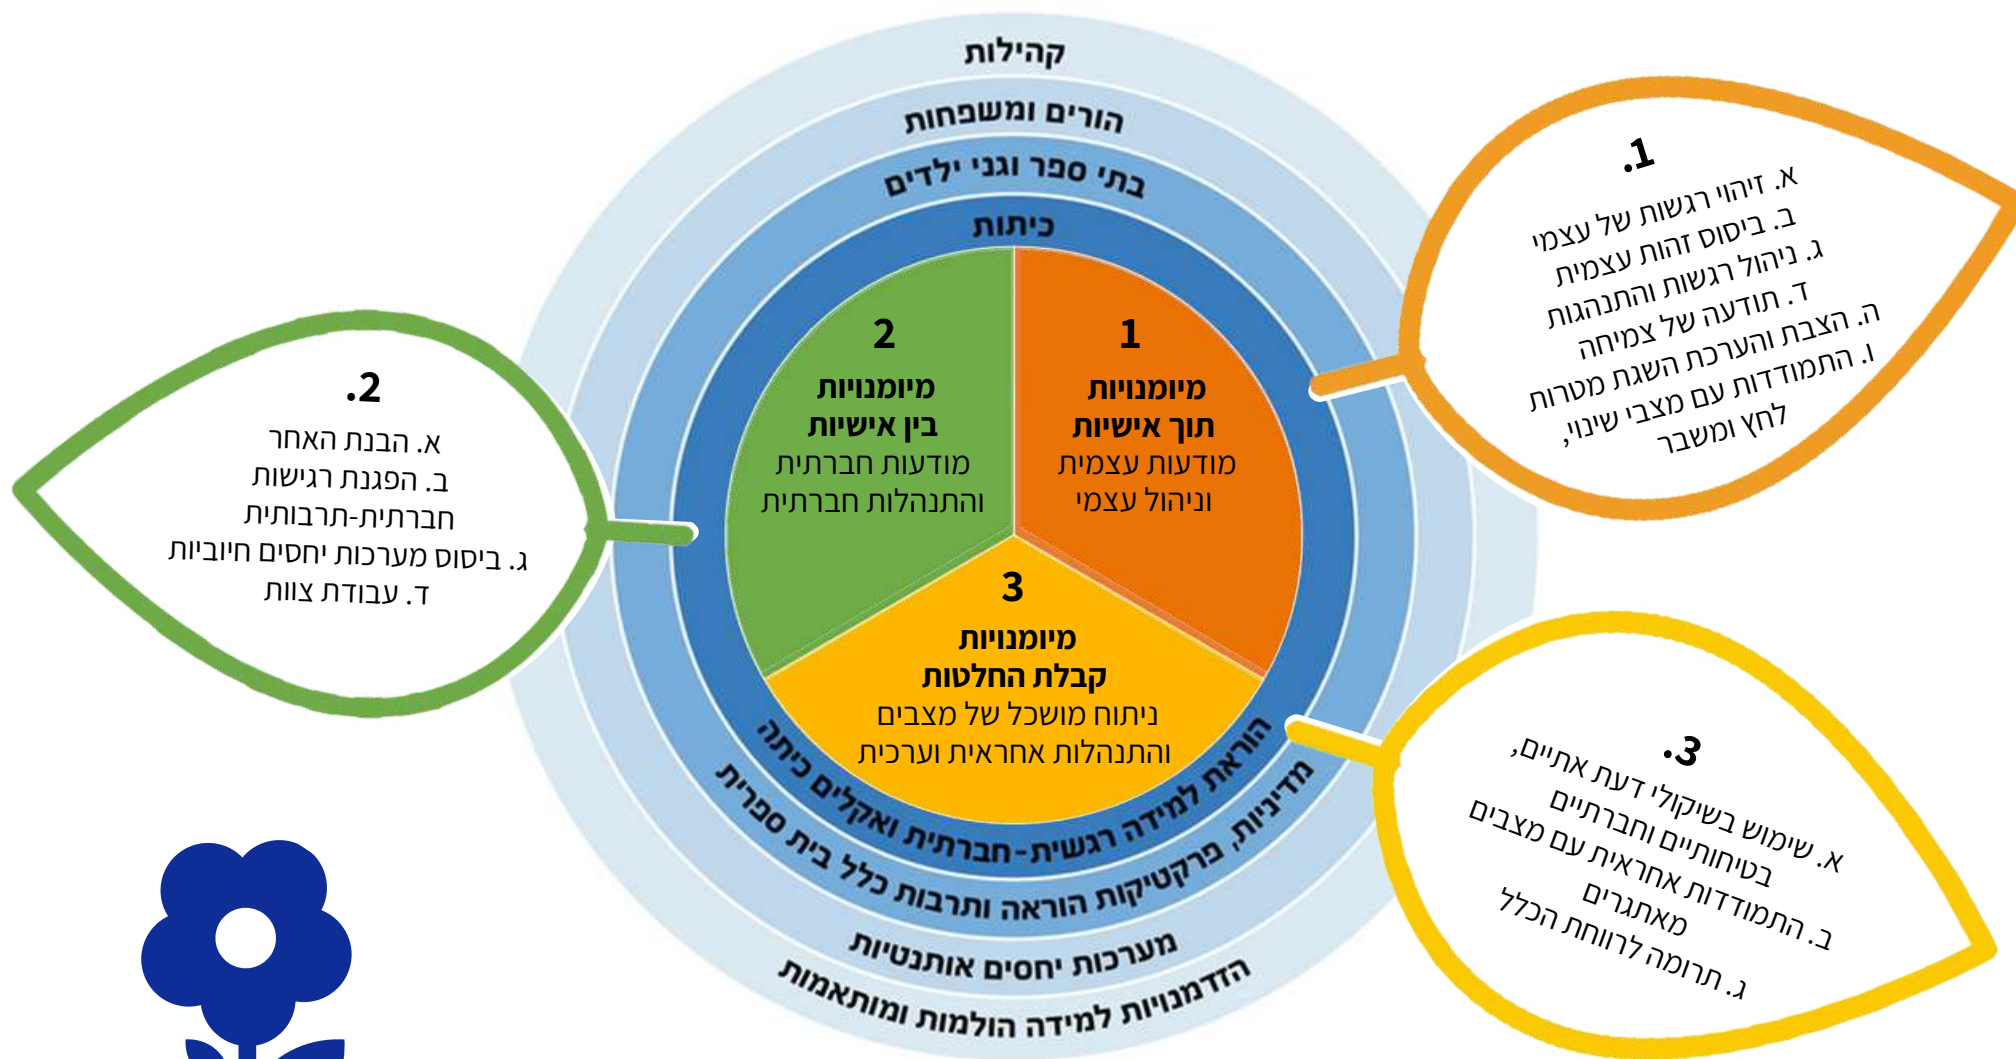 קהילות
הורים ומשפחות
בתי ספר וגני ילדים
כיתות
1
מיומנויות
תוך אישיות
מודעות עצמית
וניהול עצמי
2
מיומנויות
בין אישיות
מודעות חברתית
והתנהלות חברתית
3
מיומנויות
קבלת החלטות
ניתוח מושכל של מצבים
והתנהלות אחראית וערכית
הוראת למידה רגשית-חברתית ואקלים כיתה
מדיניות, פרקטיקות הוראה ותרבות כלל בית ספרית
מערכות יחסים אותנטיות
הזדמנויות למידה הולמות ומותאמות
1.
א. זיהוי רגשות של עצמי
ב. ביסוס זהות עצמית
ג. ניהול רגשות והתנהגות
ד. תודעה של צמיחה
ה. הצבת והערכת השגת מטרות
ו. התמודדות עם מצבי שינוי,
לחץ ומשבר
2.
א. הבנת האחר
ב. הפגנת רגישות
חברתית-תרבותית
ג. ביסוס מערכות יחסים חיוביות
ד. עבודת צוות
3.
א. שימוש בשיקולי דעת אתיים,
בטיחותיים וחברתיים
ב. התמודדות אחראית עם מצבים
מאתגרים
ג. תרומה לרווחת הכלל